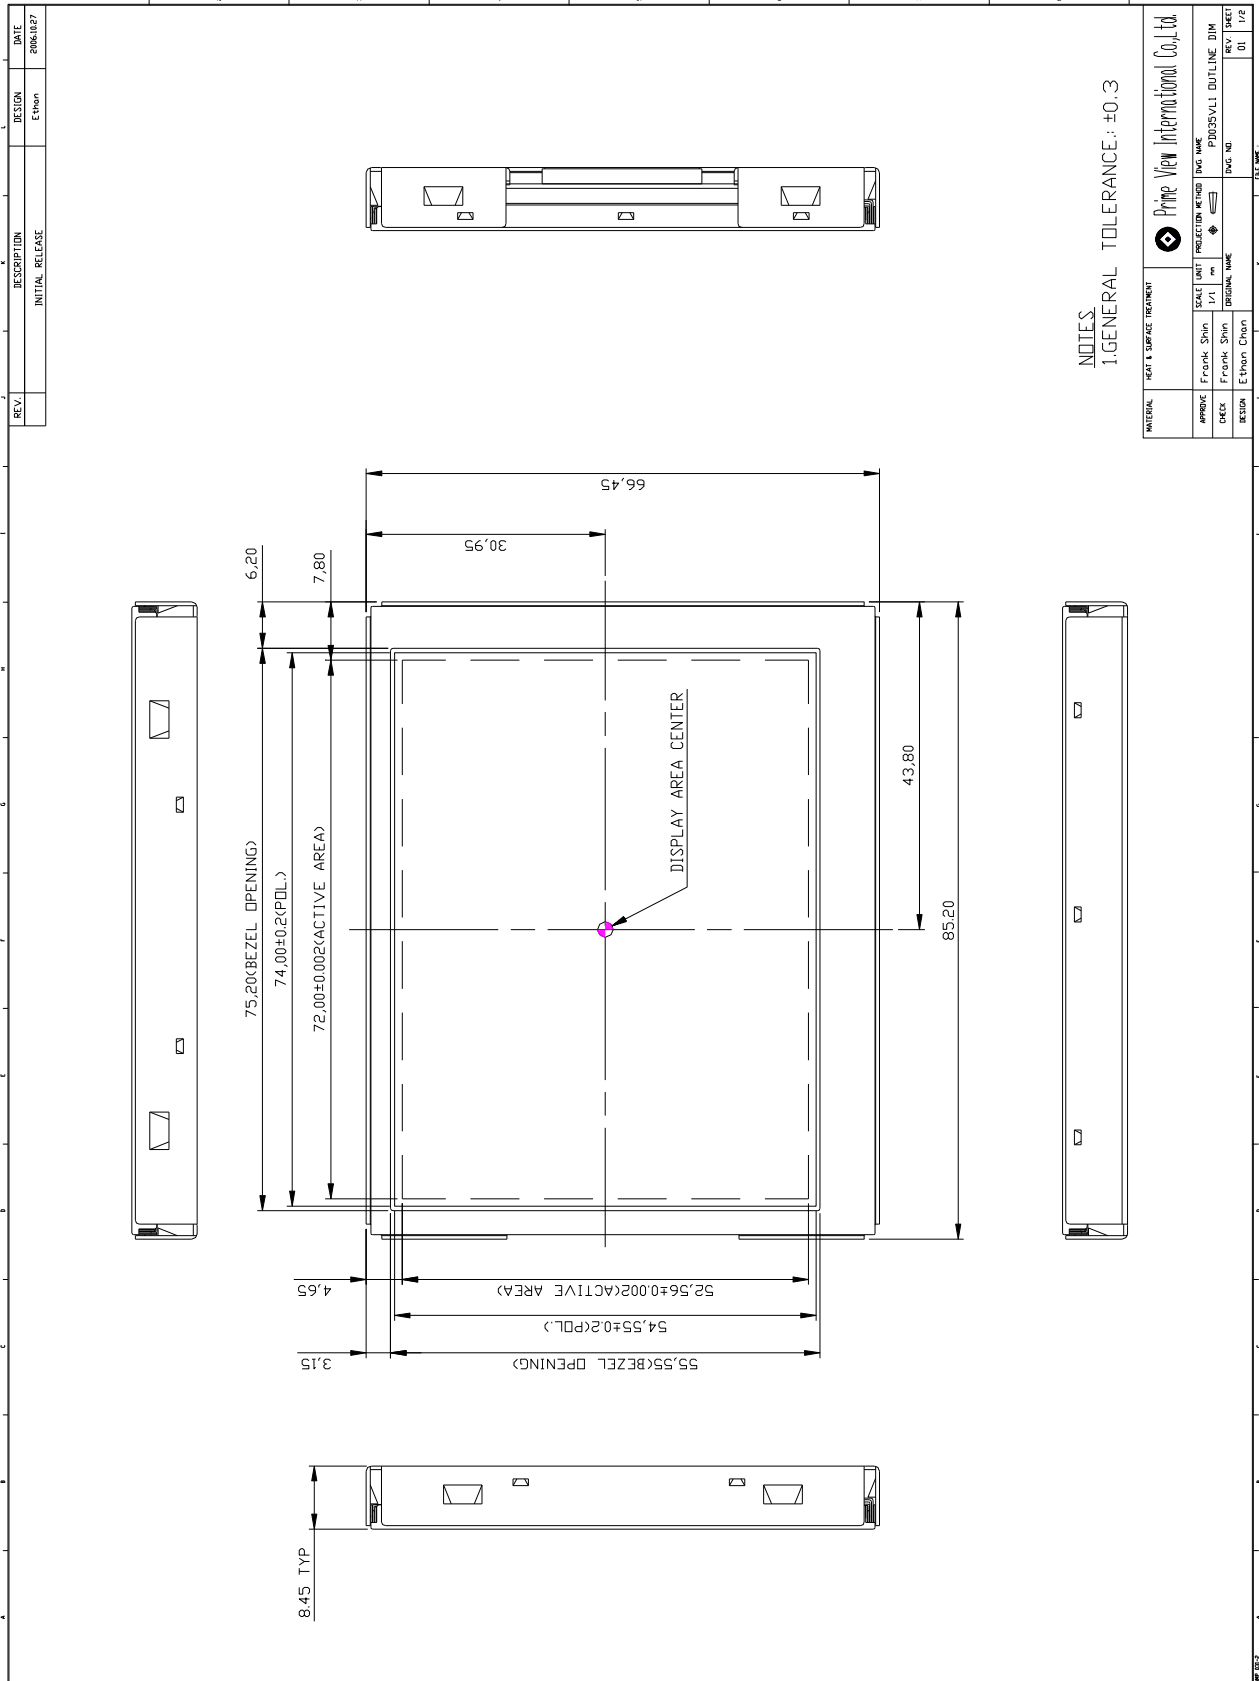 REV.
DESCRIPTION
DESIGN
DATE
INITIAL RELEASE
Ethan
2006.10.27
66,45
30,95
6,20
7,80
75,20(BEZEL OPENING)
74,00±0.2(POL.)
72,00±0.002(ACTIVE AREA)
DISPLAY AREA CENTER
43,80
85.20
4,65
52,56±0.002(ACTIVE AREA)
54,55±0.2(POL.)
3,15
55,55(BEZEL OPENING)
8.45 TYP
NOTES
1.GENERAL TOLERANCE.: ±0.3
MATERIAL
HEAT & SURFACE TREATMENT
Prime View International Co.,Ltd.
APPROVE
Frank Shin
SCALE
1/1
UNIT
mm
PROJECTION METHOD
DWG. NAME
PD035VL1 OUTLINE DIM
CHECK
Frank Shin
ORIGINAL NAME
DWG. NO.
REV.
SHEET
DESIGN
Ethan Chan
01
1/2
FILE NAME :